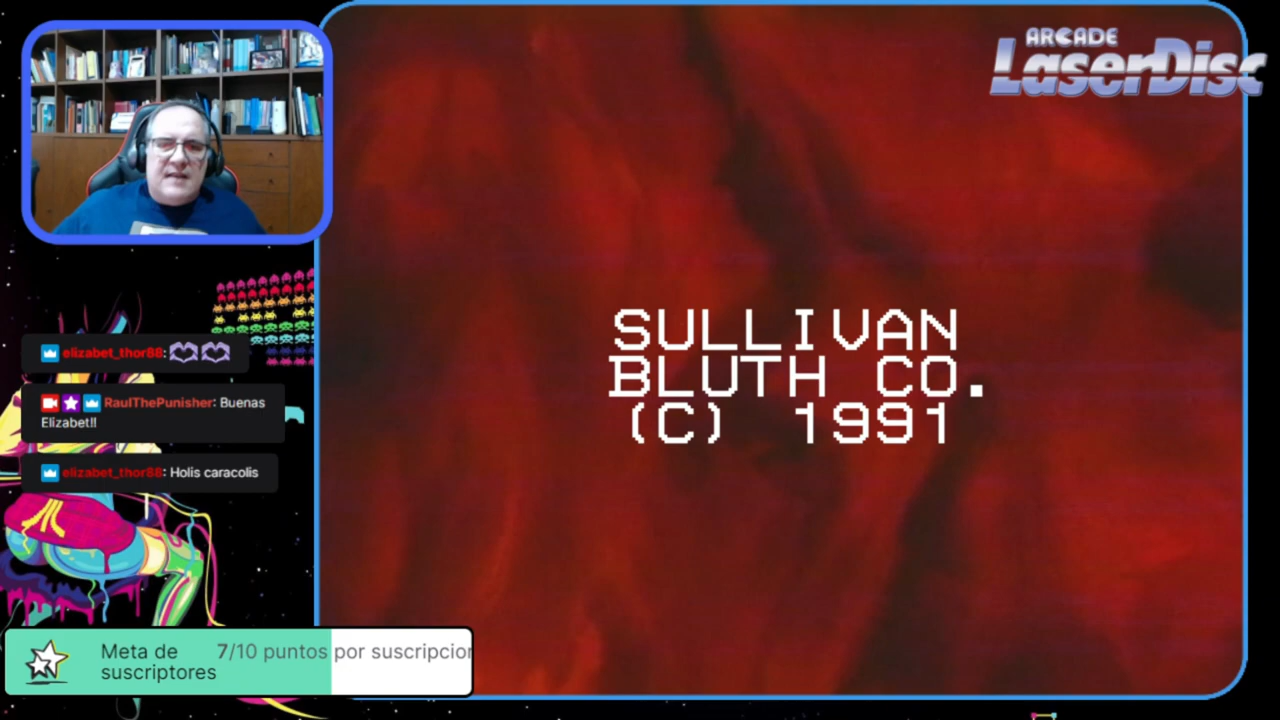 ARCADE
LaserDisc
SULLIVAN
BLUTH CO.
(C) 1991
elizabet_thor88:
RaulThePunisher: Buenas
Elizabet!!
elizabet_thor88: Holis caracolis
Meta de
suscriptores
7/10 puntos por suscripcion